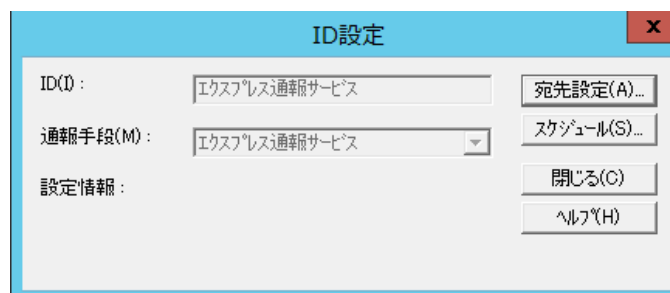 ID設定
x
ID(I) :
エクスプレス通報サービス
宛先設定(A)...
通報手段(M) :
エクスプレス通報サービス
スケジュール(S)...
設定情報 :
閉じる(C)
ヘルプ(H)